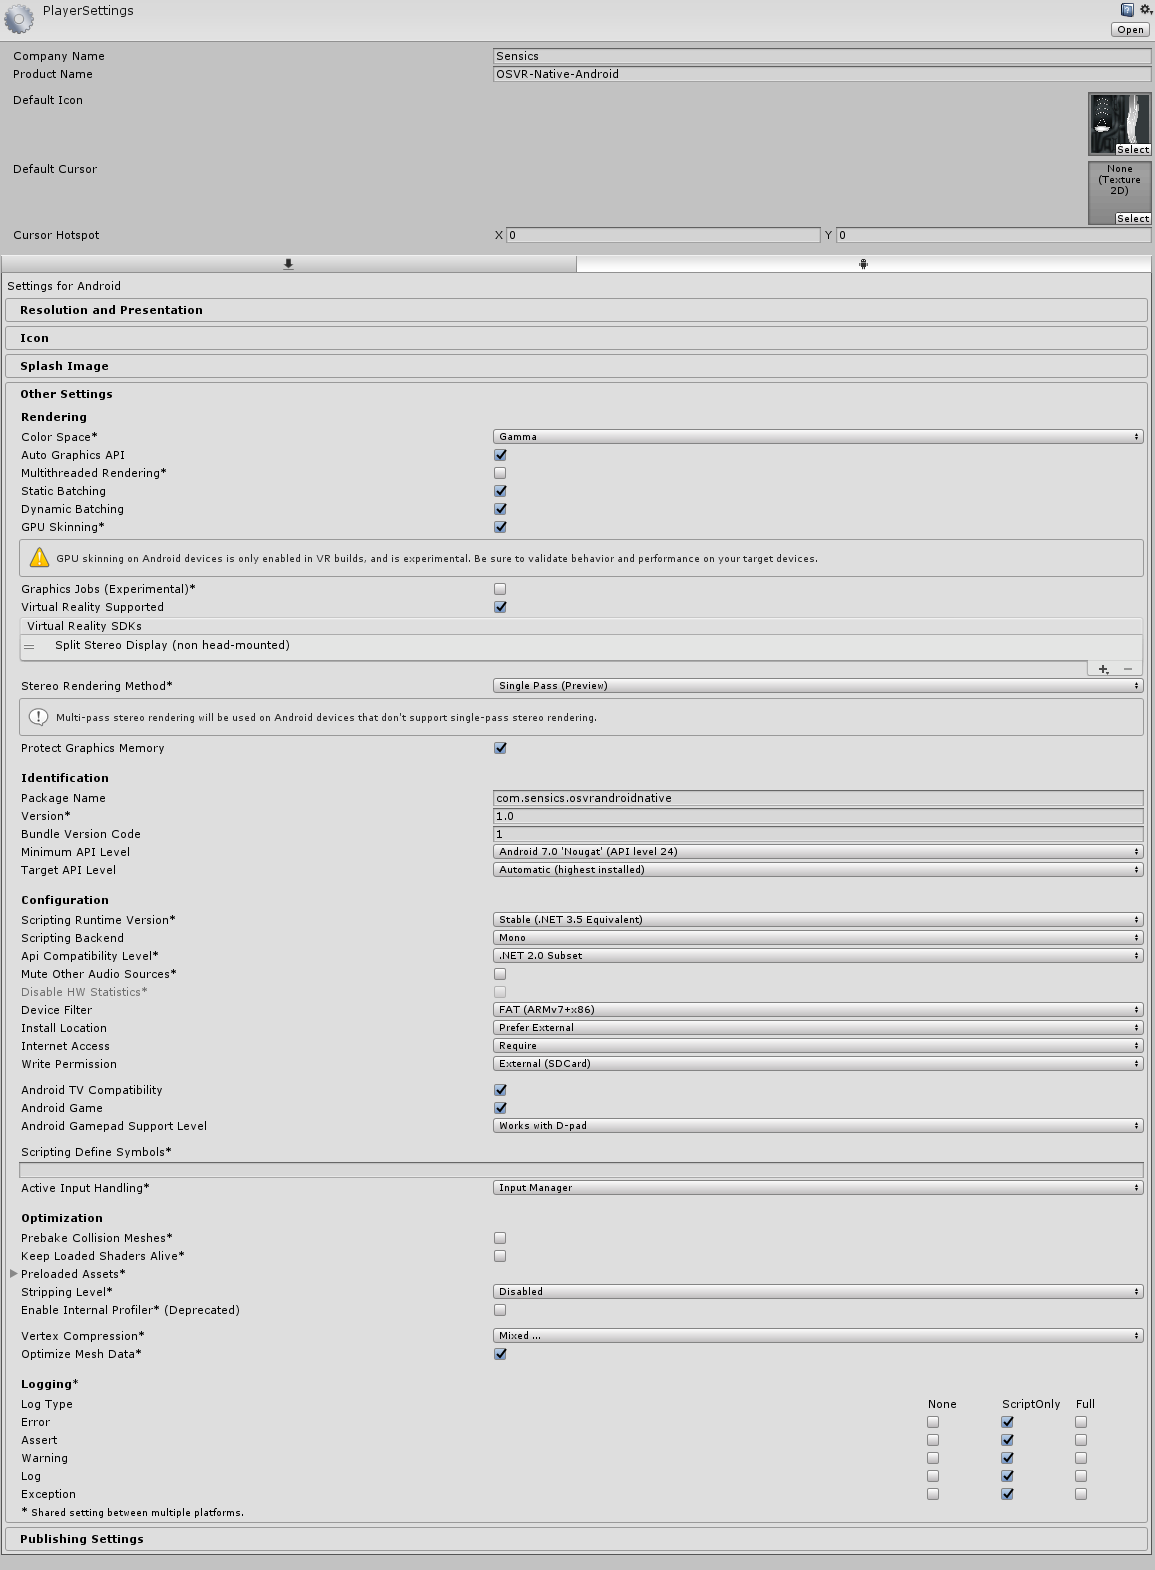 PlayerSettings
Open
Company Name Sensics
Product Name OSVR-Native-Android
Default Icon
Select
Default Cursor
None
(Texture
2D)
Select
Cursor Hotspot X 0 Y 0
Settings for Android
Resolution and Presentation
Icon
Splash Image
Other Settings
Rendering
Color Space* Gamma
Auto Graphics API
Multithreaded Rendering*
Static Batching
Dynamic Batching
GPU Skinning*
GPU skinning on Android devices is only enabled in VR builds, and is experimental. Be sure to validate behavior and performance on your target devices.
Graphics Jobs (Experimental)*
Virtual Reality Supported
Virtual Reality SDKs
= Split Stereo Display (non head-mounted)
+ −
Stereo Rendering Method* Single Pass (Preview)
Multi-pass stereo rendering will be used on Android devices that don't support single-pass stereo rendering.
Protect Graphics Memory
Identification
Package Name com.sensics.osvrandroidnative
Version* 1.0
Bundle Version Code 1
Minimum API Level Android 7.0 'Nougat' (API level 24)
Target API Level Automatic (highest installed)
Configuration
Scripting Runtime Version* Stable (.NET 3.5 Equivalent)
Scripting Backend Mono
Api Compatibility Level* .NET 2.0 Subset
Mute Other Audio Sources*
Disable HW Statistics*
Device Filter FAT (ARMv7+x86)
Install Location Prefer External
Internet Access Require
Write Permission External (SDCard)
Android TV Compatibility
Android Game
Android Gamepad Support Level Works with D-pad
Scripting Define Symbols*
Active Input Handling* Input Manager
Optimization
Prebake Collision Meshes*
Keep Loaded Shaders Alive*
Preloaded Assets*
Stripping Level* Disabled
Enable Internal Profiler* (Deprecated)
Vertex Compression* Mixed ...
Optimize Mesh Data*
Logging*
Log Type None ScriptOnly Full
Error
Assert
Warning
Log
Exception
* Shared setting between multiple platforms.
Publishing Settings